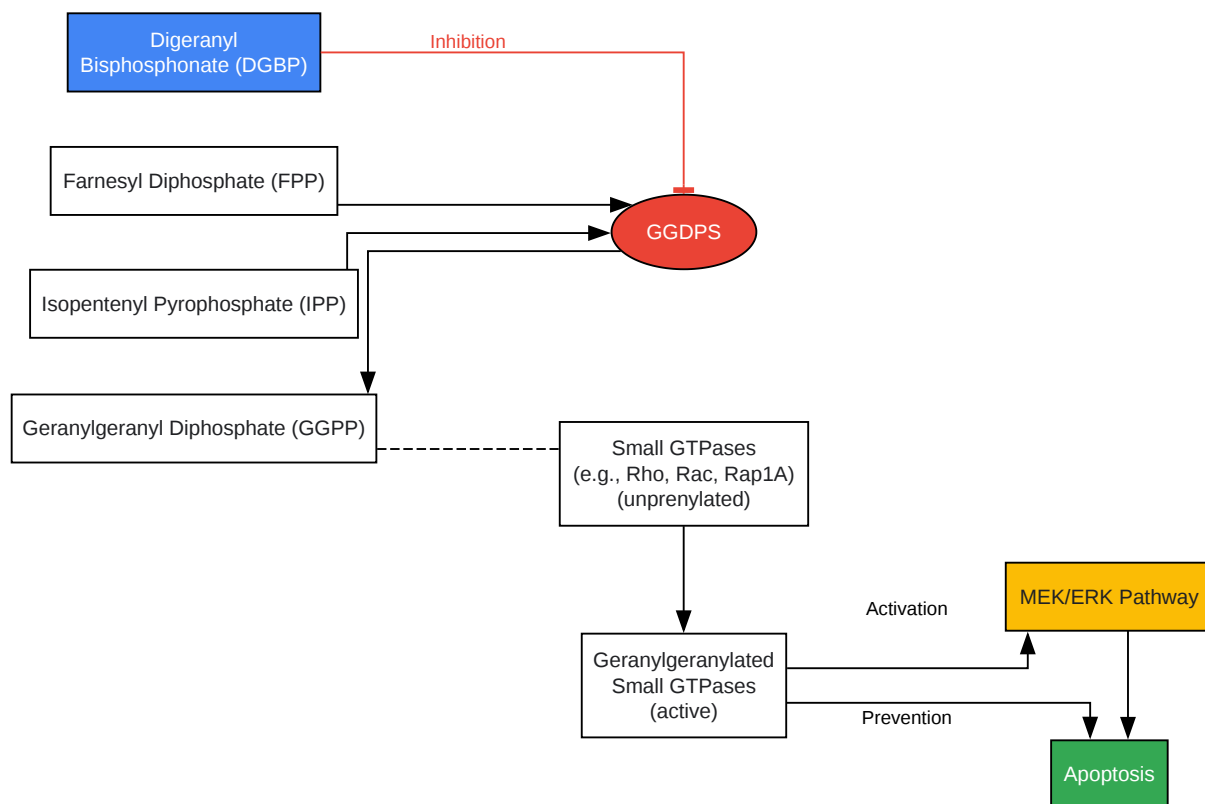 Digeranyl
Bisphosphonate (DGBP)
Inhibition
Farnesyl Diphosphate (FPP)
GGDPS
Isopentenyl Pyrophosphate (IPP)
Geranylgeranyl Diphosphate (GGPP)
Small GTPases
(e.g., Rho, Rac, Rap1A)
(unprenylated)
MEK/ERK Pathway
Activation
Geranylgeranylated
Small GTPases
(active)
Prevention
Apoptosis